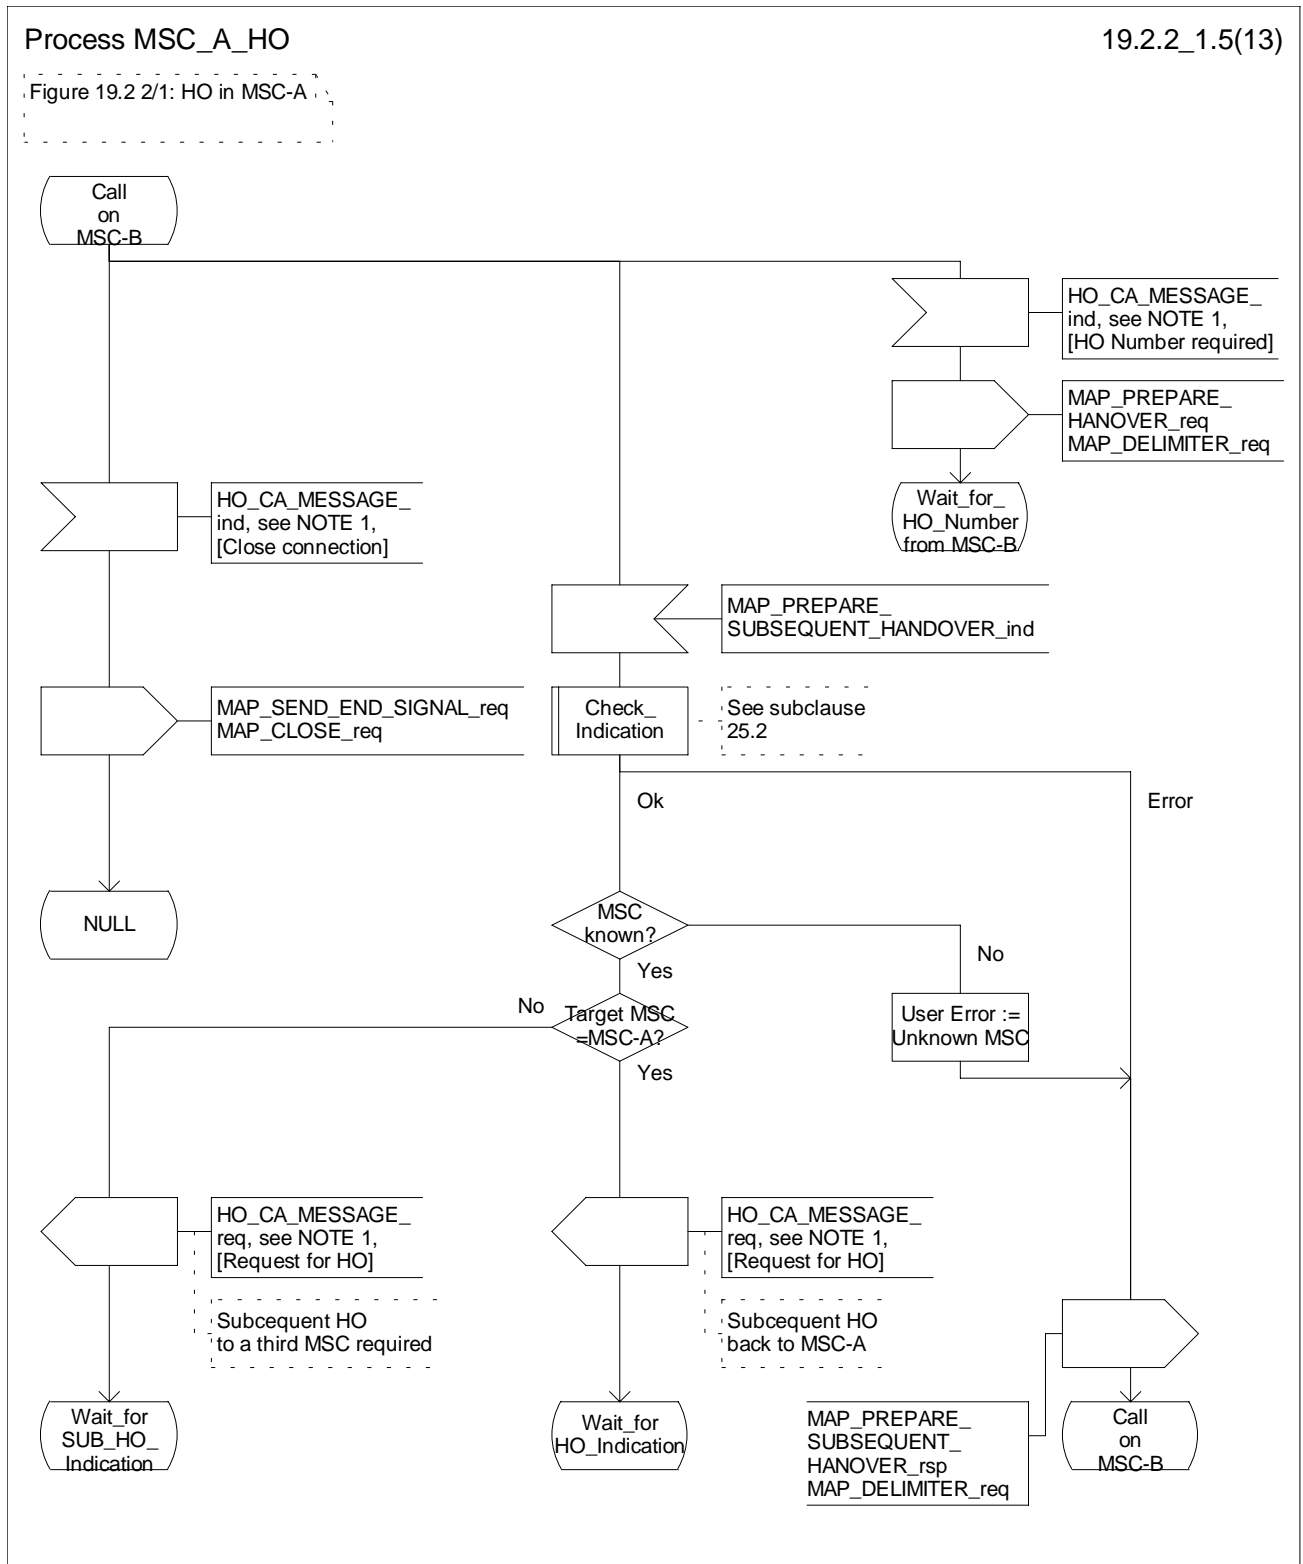 Process MSC_A_HO
19.2.2_1.5(13)
Figure 19.2 2/1: HO in MSC-A
Call
on
MSC-B
HO_CA_MESSAGE_
ind, see NOTE 1,
[HO Number required]
MAP_PREPARE_
HANOVER_req
MAP_DELIMITER_req
Wait_for_
HO_Number
from MSC-B
HO_CA_MESSAGE_
ind, see NOTE 1,
[Close connection]
MAP_PREPARE_
SUBSEQUENT_HANDOVER_ind
MAP_SEND_END_SIGNAL_req
MAP_CLOSE_req
Check_
Indication
See subclause
25.2
Ok
Error
NULL
MSC
known?
No
Yes
No
Target MSC
=MSC-A?
User Error :=
Unknown MSC
Yes
HO_CA_MESSAGE_
req, see NOTE 1,
[Request for HO]
HO_CA_MESSAGE_
req, see NOTE 1,
[Request for HO]
Subcequent HO
to a third MSC required
Subcequent HO
back to MSC-A
Wait_for
SUB_HO_
Indication
Wait_for
HO_Indication
MAP_PREPARE_
SUBSEQUENT_
HANOVER_rsp
MAP_DELIMITER_req
Call
on
MSC-B